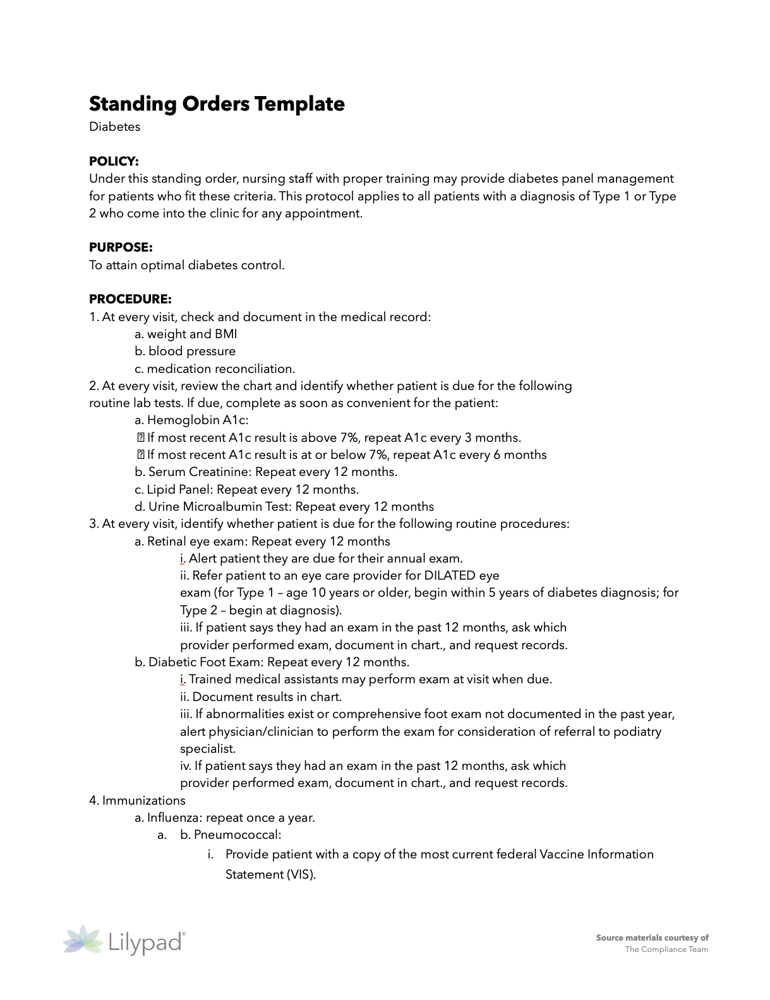 Standing Orders Template
Diabetes
POLICY:
Under this standing order, nursing staff with proper training may provide diabetes panel management
for patients who fit these criteria. This protocol applies to all patients with a diagnosis of Type 1 or Type
2 who come into the clinic for any appointment.
PURPOSE:
To attain optimal diabetes control.
PROCEDURE:
1. At every visit, check and document in the medical record:
a. weight and BMI
b. blood pressure
c. medication reconciliation.
2. At every visit, review the chart and identify whether patient is due for the following
routine lab tests. If due, complete as soon as convenient for the patient:
a. Hemoglobin A1c:
⍰ If most recent A1c result is above 7%, repeat A1c every 3 months.
⍰ If most recent A1c result is at or below 7%, repeat A1c every 6 months
b. Serum Creatinine: Repeat every 12 months.
c. Lipid Panel: Repeat every 12 months.
d. Urine Microalbumin Test: Repeat every 12 months
3. At every visit, identify whether patient is due for the following routine procedures:
a. Retinal eye exam: Repeat every 12 months
i. Alert patient they are due for their annual exam.
ii. Refer patient to an eye care provider for DILATED eye
exam (for Type 1 – age 10 years or older, begin within 5 years of diabetes diagnosis; for
Type 2 – begin at diagnosis).
iii. If patient says they had an exam in the past 12 months, ask which
provider performed exam, document in chart., and request records.
b. Diabetic Foot Exam: Repeat every 12 months.
i. Trained medical assistants may perform exam at visit when due.
ii. Document results in chart.
iii. If abnormalities exist or comprehensive foot exam not documented in the past year,
alert physician/clinician to perform the exam for consideration of referral to podiatry
specialist.
iv. If patient says they had an exam in the past 12 months, ask which
provider performed exam, document in chart., and request records.
4. Immunizations
a. Influenza: repeat once a year.
a. b. Pneumococcal:
i. Provide patient with a copy of the most current federal Vaccine Information
Statement (VIS).
Lilypad®
Source materials courtesy of
The Compliance Team